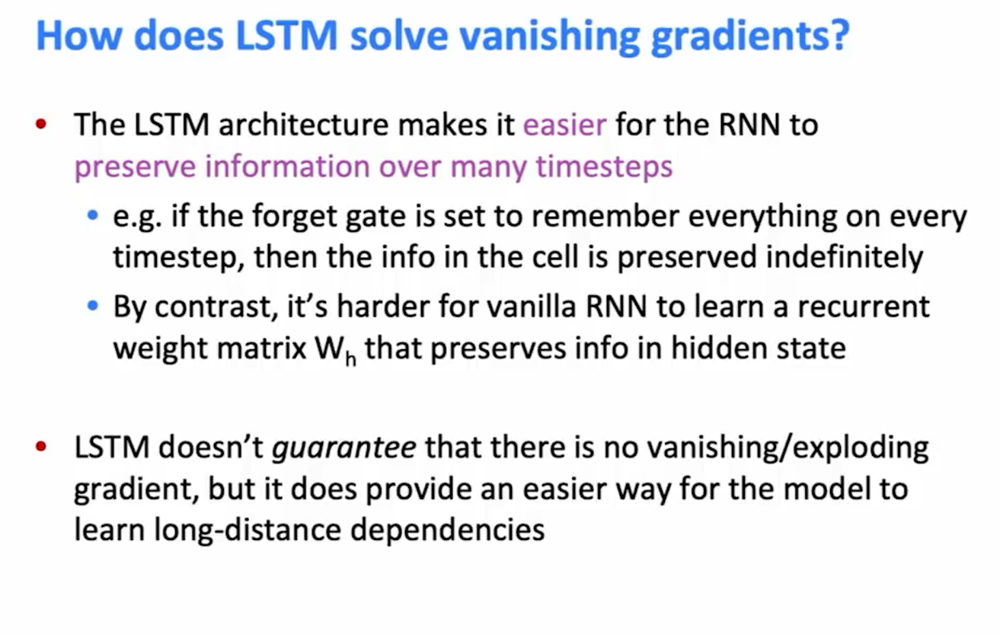 How does LSTM solve vanishing gradients?
• The LSTM architecture makes it easier for the RNN to
preserve information over many timesteps
• e.g. if the forget gate is set to remember everything on every
timestep, then the info in the cell is preserved indefinitely
• By contrast, it's harder for vanilla RNN to learn a recurrent
weight matrix Wₕ that preserves info in hidden state
• LSTM doesn't guarantee that there is no vanishing/exploding
gradient, but it does provide an easier way for the model to
learn long-distance dependencies